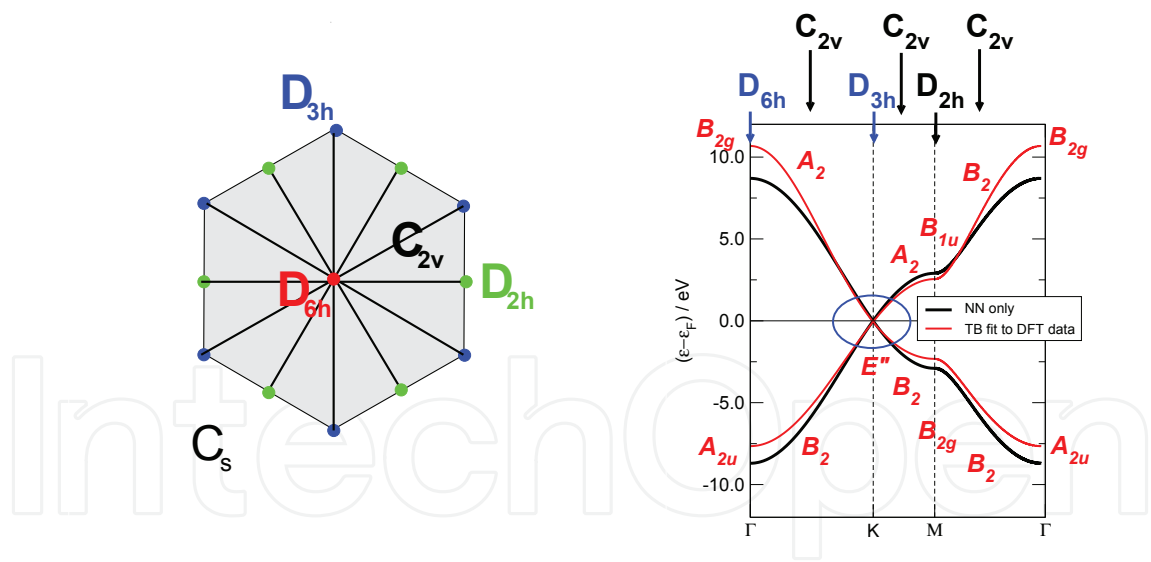 D3h
C2v
D6h
D2h
Cs
C2v C2v C2v
D6h D3h D2h
B2g A2 B2 B2g
B1u
A2
E"
B2
B2g
A2u B2 B2 A2u
(ε−εF) / eV
10.0
5.0
0.0
-5.0
-10.0
NN only
TB fit to DFT data
Γ K M Γ
IntechOpen